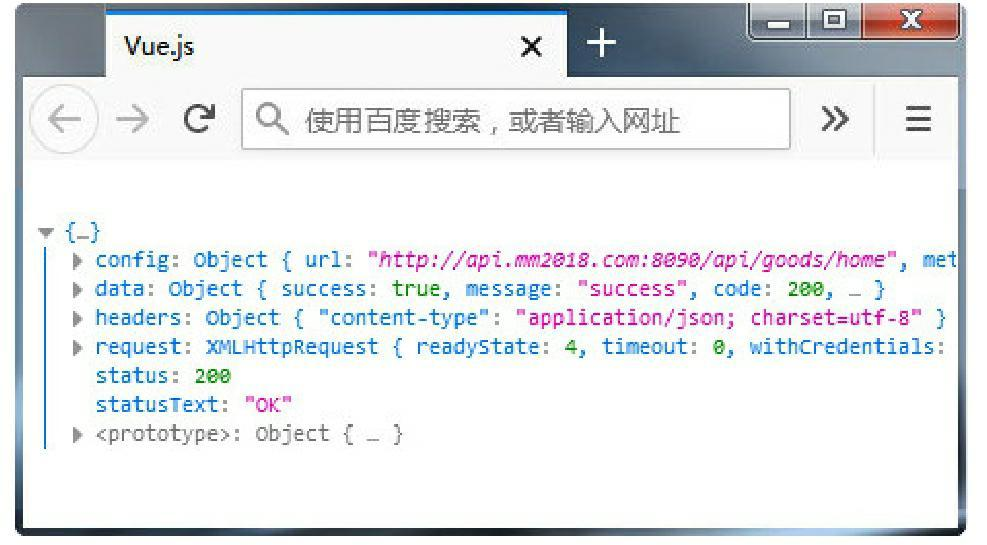 Vue.js
使用百度搜索，或者输入网址
{…}
config: Object { url: "http://api.mm2018.com:8090/api/goods/home", met
data: Object { success: true, message: "success", code: 200, … }
headers: Object { "content-type": "application/json; charset=utf-8" }
request: XMLHttpRequest { readyState: 4, timeout: 0, withCredentials:
status: 200
statusText: "OK"
<prototype>: Object { … }